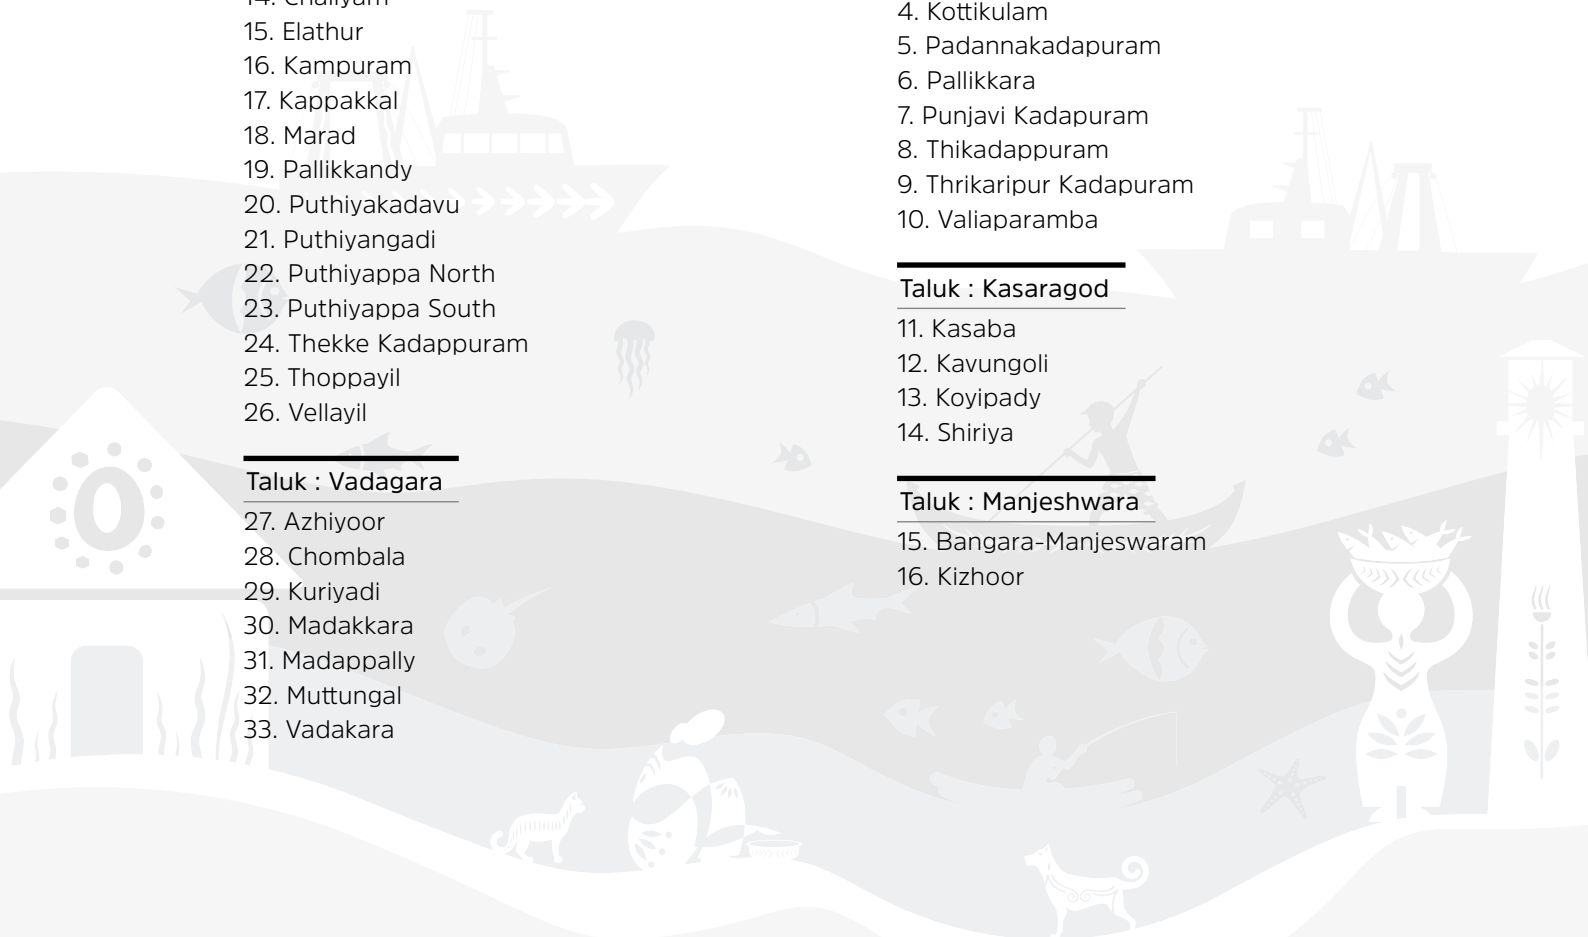 14. Chaliyam
15. Elathur
16. Kampuram
17. Kappakkal
18. Marad
19. Pallikkandy
20. Puthiyakadavu
21. Puthiyangadi
22. Puthiyappa North
23. Puthiyappa South
24. Thekke Kadappuram
25. Thoppayil
26. Vellayil
Taluk : Vadagara
27. Azhiyoor
28. Chombala
29. Kuriyadi
30. Madakkara
31. Madappally
32. Muttungal
33. Vadakara
4. Kottikulam
5. Padannakadapuram
6. Pallikkara
7. Punjavi Kadapuram
8. Thikadappuram
9. Thrikaripur Kadapuram
10. Valiaparamba
Taluk : Kasaragod
11. Kasaba
12. Kavungoli
13. Koyipady
14. Shiriya
Taluk : Manjeshwara
15. Bangara-Manjeswaram
16. Kizhoor